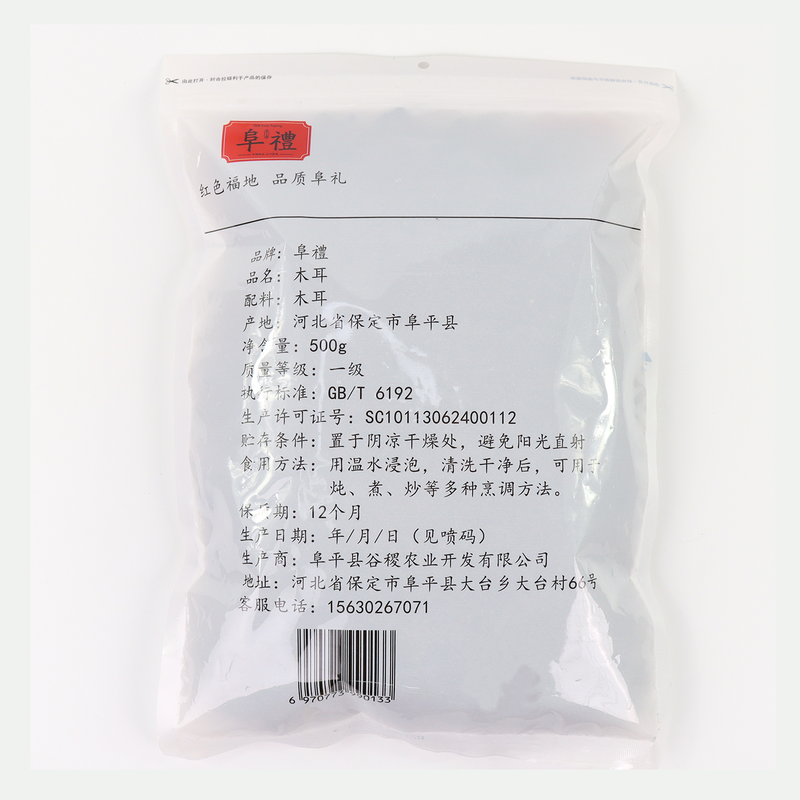 阜禮
红色福地 品质阜礼
品牌：阜禮
品名：木耳
配料：木耳
产地：河北省保定市阜平县
净含量：500g
质量等级：一级
执行标准：GB/T 6192
生产许可证号：SC10113062400112
贮存条件：置于阴凉干燥处，避免阳光直射
食用方法：用温水浸泡，清洗干净后，可用于
炖、煮、炒等多种烹调方法。
保质期：12个月
生产日期：年/月/日（见喷码）
生产商：阜平县谷稷农业开发有限公司
地址：河北省保定市阜平县大台乡大台村66号
客服电话：15630267071